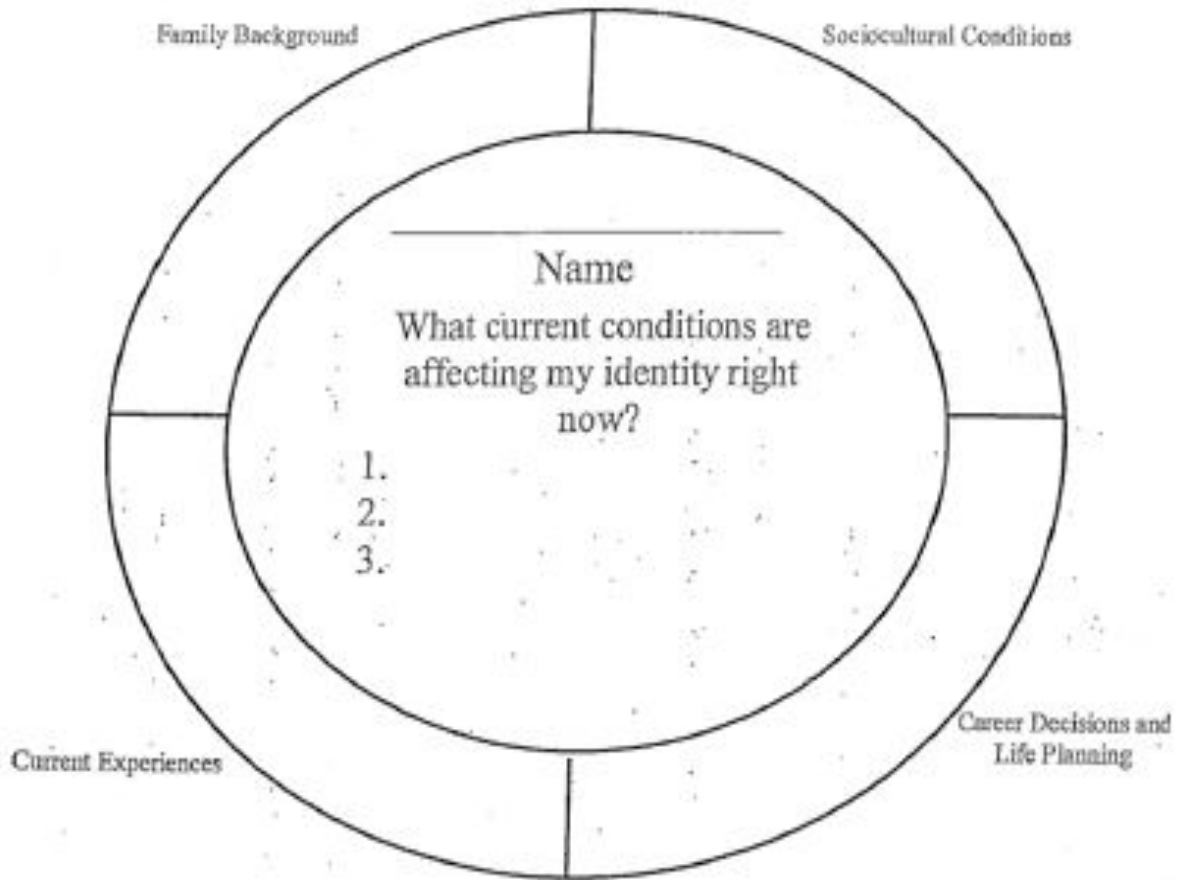 Family Background
Sociocultural Conditions
Name
What current conditions are
affecting my identity right
now?
1.
2.
3.
Current Experiences
Career Decisions and
Life Planning